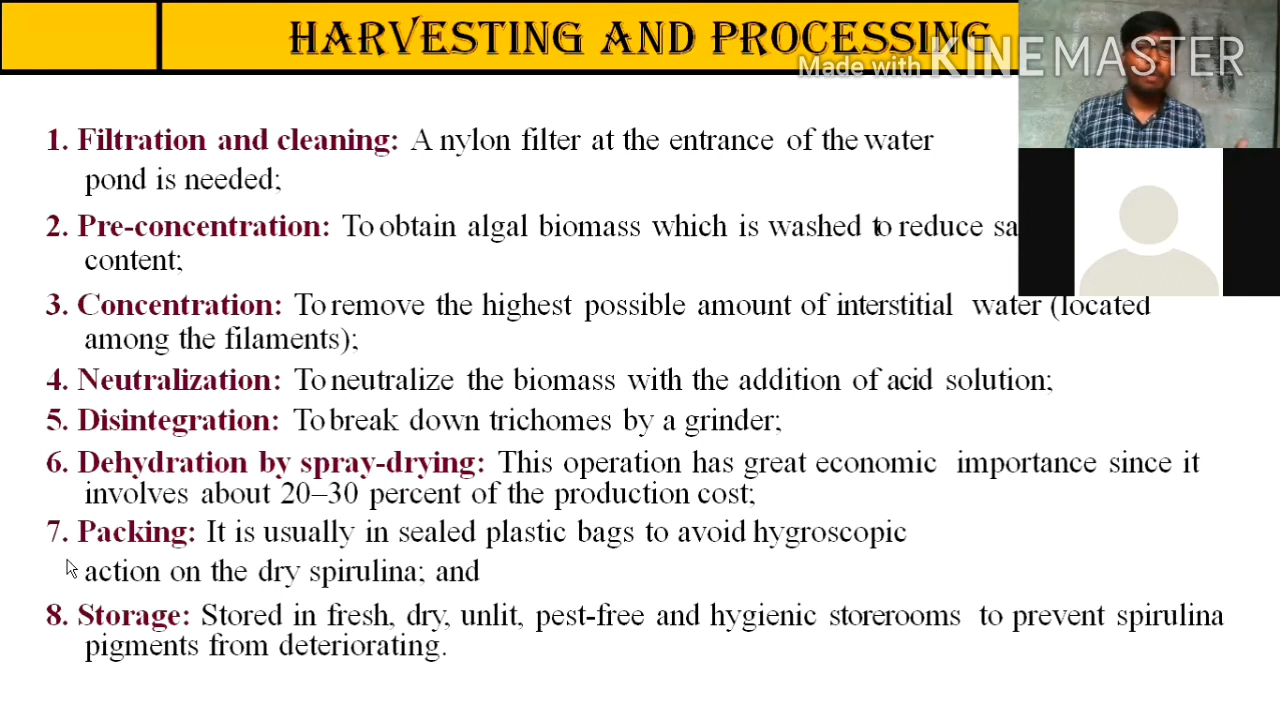 HARVESTING AND PROCESSING
Made with KINEMASTER
1. Filtration and cleaning: A nylon filter at the entrance of the water
pond is needed;
2. Pre-concentration: To obtain algal biomass which is washed to reduce
content;
3. Concentration: To remove the highest possible amount of interstitial water (located
among the filaments);
4. Neutralization: To neutralize the biomass with the addition of acid solution;
5. Disintegration: To break down trichomes by a grinder;
6. Dehydration by spray-drying: This operation has great economic importance since it
involves about 20–30 percent of the production cost;
7. Packing: It is usually in sealed plastic bags to avoid hygroscopic
action on the dry spirulina; and
8. Storage: Stored in fresh, dry, unlit, pest-free and hygienic storerooms to prevent spirulina
pigments from deteriorating.